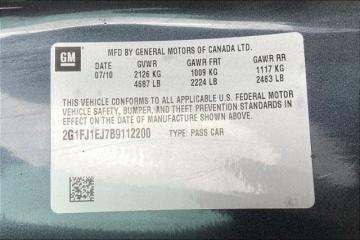 GM
MFD BY GENERAL MOTORS OF CANADA LTD.
DATE GVWR GAWR FRT GAWR RR
07/10 2126 KG 1009 KG 1117 KG
4687 LB 2224 LB 2463 LB
THIS VEHICLE CONFORMS TO ALL APPLICABLE U.S. FEDERAL MOTOR
VEHICLE SAFETY, BUMPER, AND THEFT PREVENTION STANDARDS IN
EFFECT ON THE DATE OF MANUFACTURE SHOWN ABOVE.
2G1FJ1EJ7B9112200 TYPE: PASS CAR